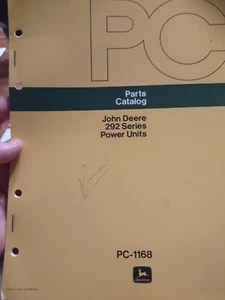 PC
Parts
Catalog
John Deere
292 Series
Power Units
PC-1168